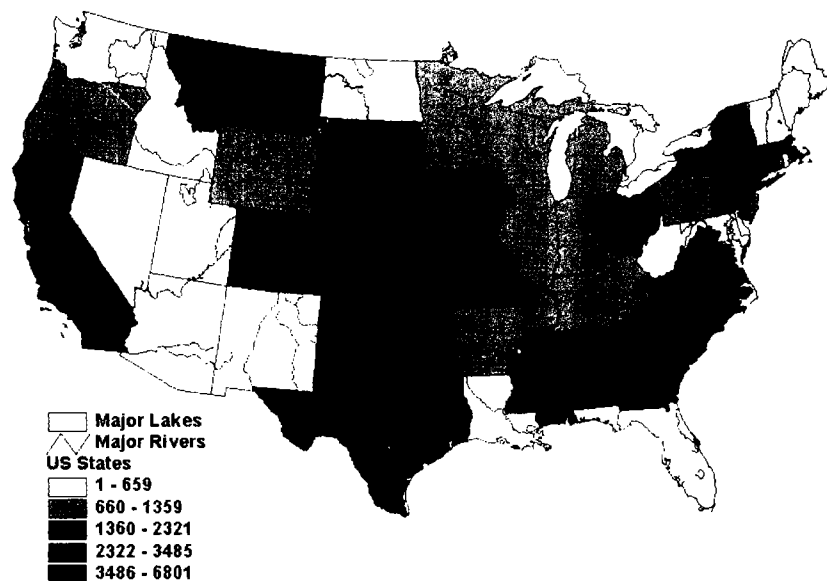 Major Lakes
Major Rivers
US States
1 - 659
660 - 1359
1360 - 2321
2322 - 3485
3486 - 6801